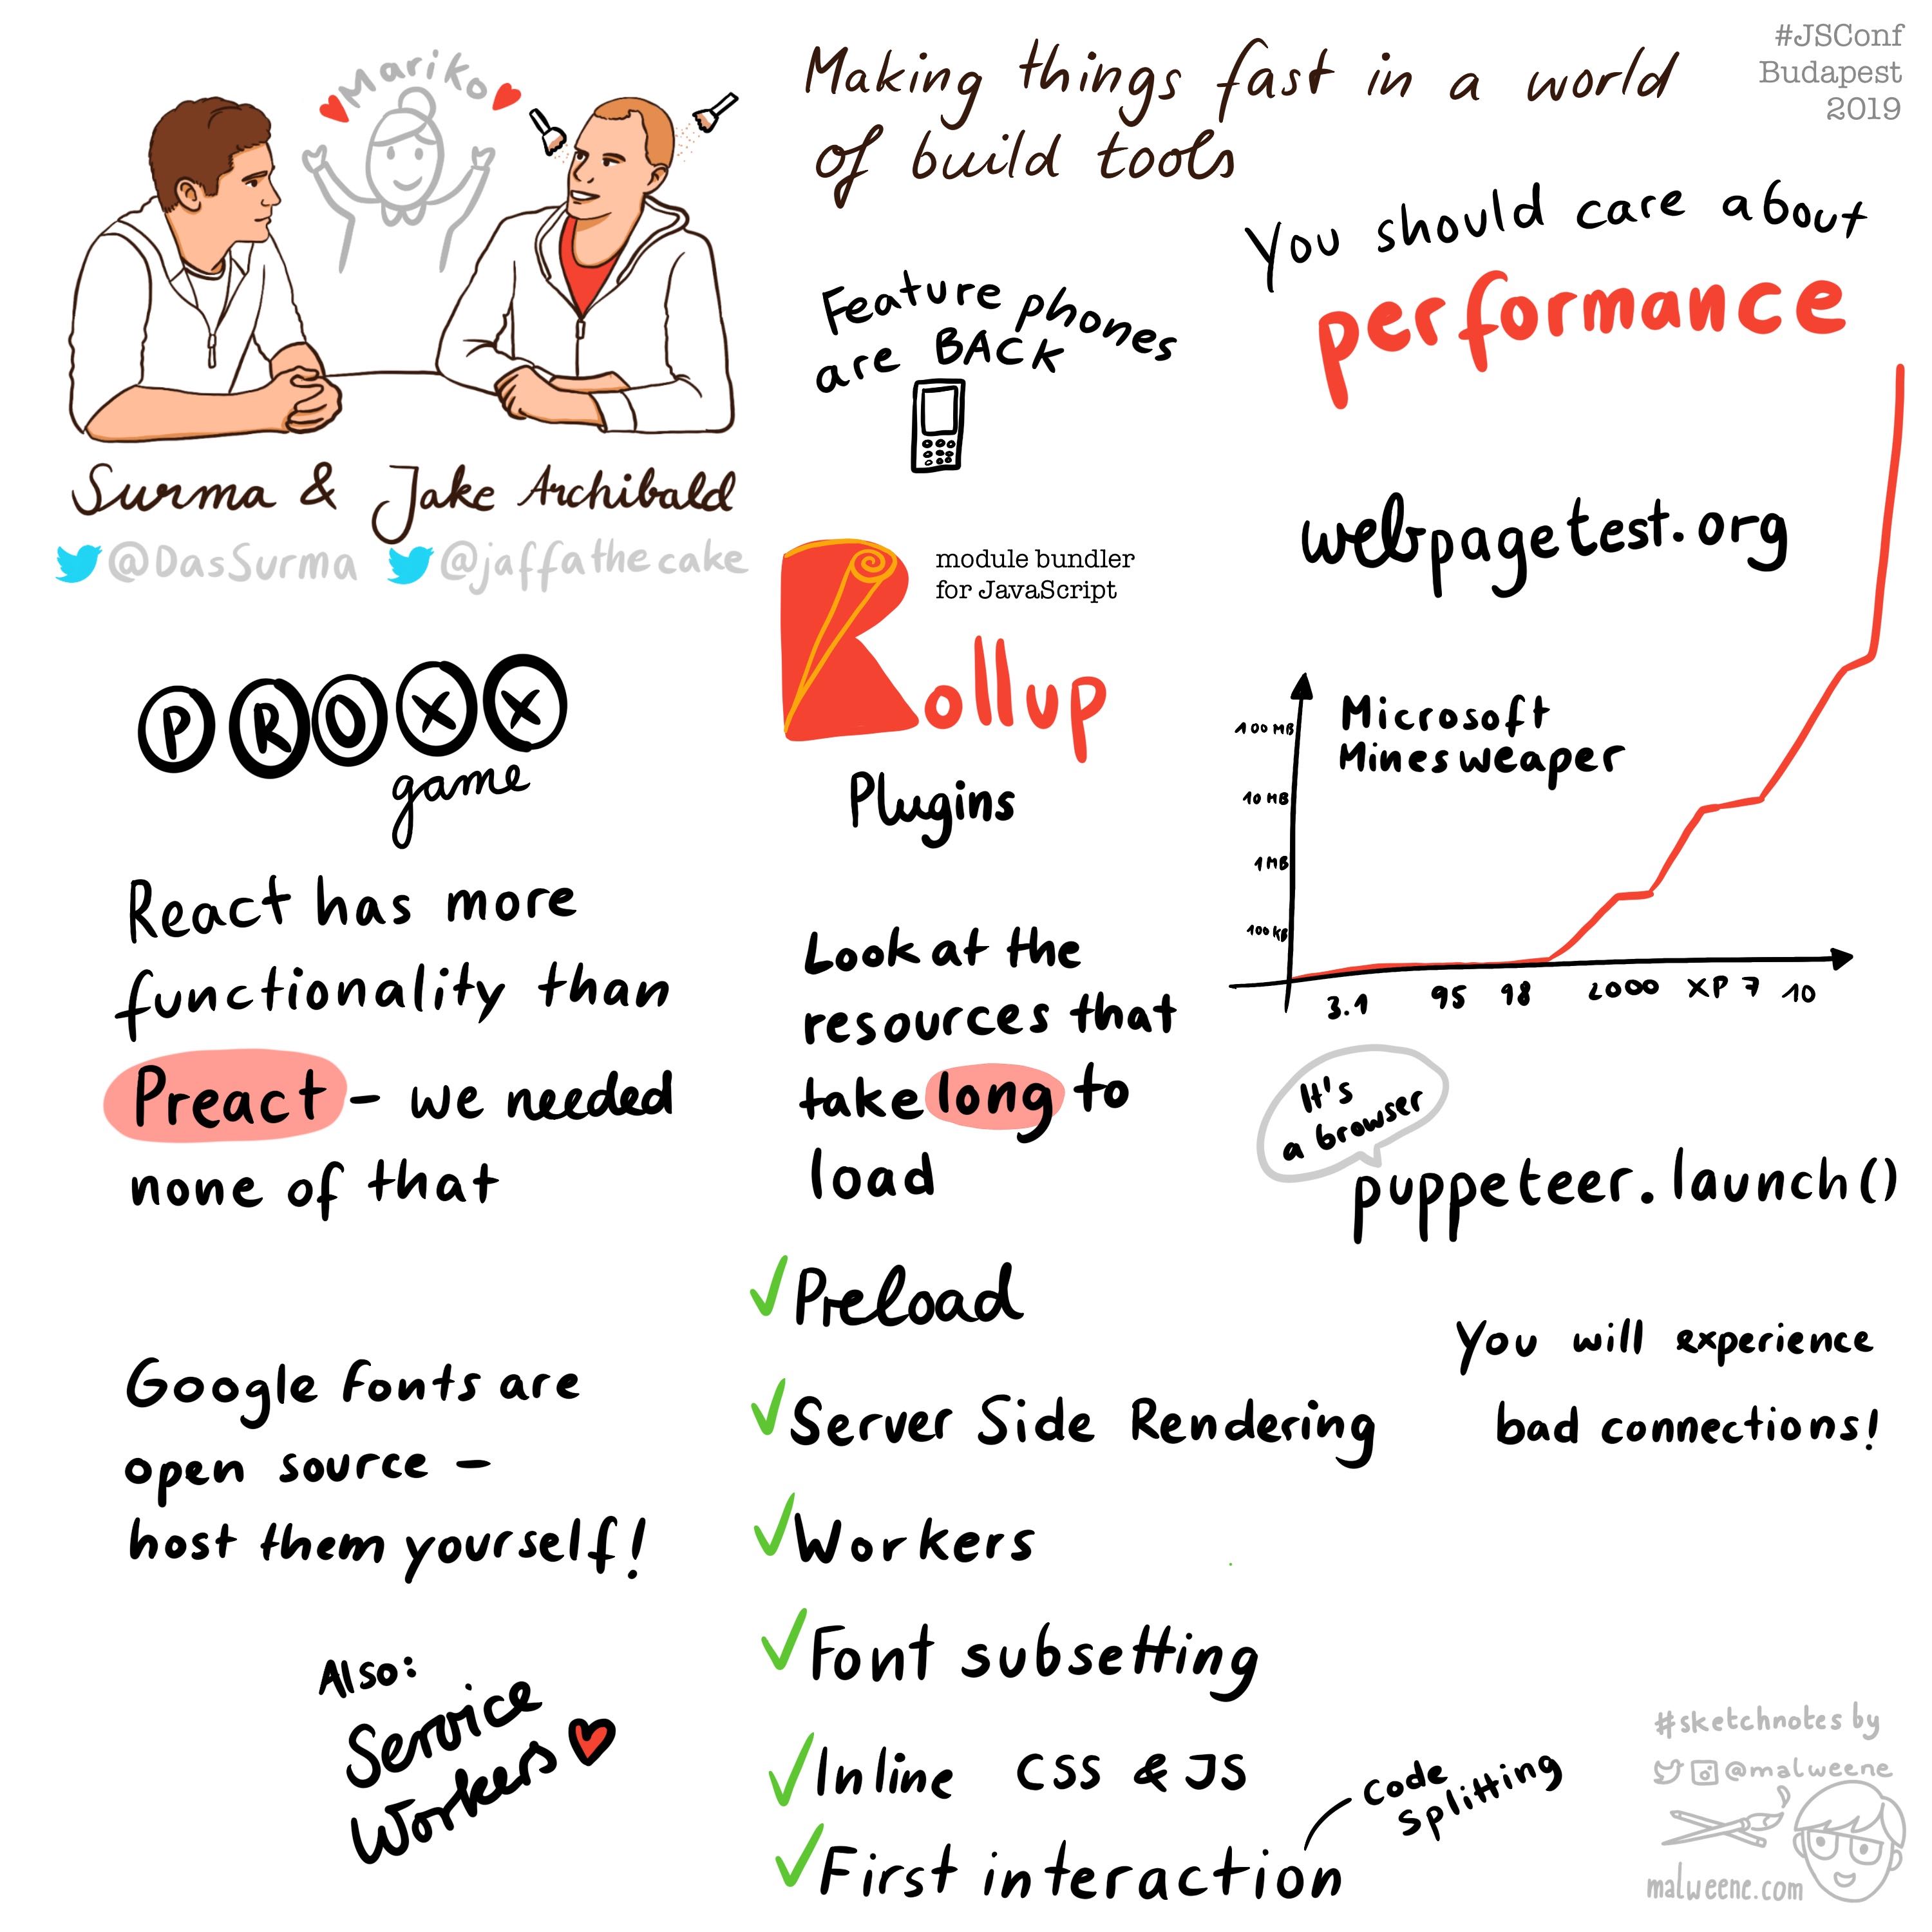 #JSConf
Budapest
2019
Making things fast in a world
of build tools
Mariko
Surma & Jake Archibald
@DasSurma @jaffathecake
You should care about
performance
Feature phones
are BACK
webpagetest.org
module bundler
for JavaScript
Rollup
Plugins
PROXX
game
React has more
functionality than
Preact - we needed
none of that
Google fonts are
open source -
host them yourself!
Also:
Service
Workers
Look at the
resources that
take long to
load
Preload
Server Side Rendering
Workers
Font subsetting
Inline CSS & JS
First interaction
code
splitting
Microsoft
Minesweaper
100 MB
10 MB
1 MB
100 KB
3.1 95 98 2000 XP 7 10
It's
a browser
puppeteer.launch()
You will experience
bad connections!
#sketchnotes by
@malweene
malweene.com